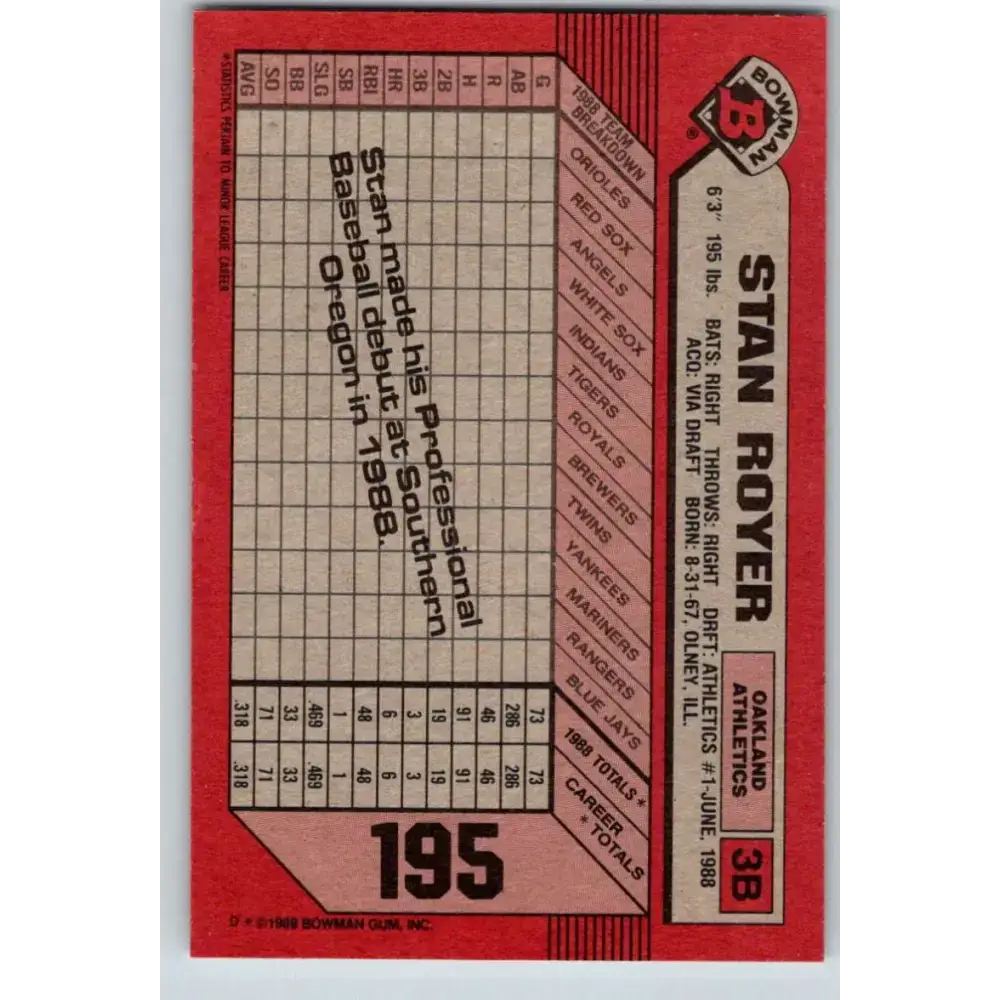 BOWMAN
B
®
STAN ROYER
OAKLAND
ATHLETICS
3B
6'3" 195 lbs. BATS: RIGHT THROWS: RIGHT DRFT: ATHLETICS #1-JUNE, 1988
ACQ: VIA DRAFT BORN: 8-31-67, OLNEY, ILL.
1988 TEAM
BREAKDOWN
ORIOLES
RED SOX
ANGELS
WHITE SOX
INDIANS
TIGERS
ROYALS
BREWERS
TWINS
YANKEES
MARINERS
RANGERS
BLUE JAYS
1988 TOTALS*
CAREER
* TOTALS
G 73 73
AB 286 286
R 46 46
H 91 91
2B 19 19
3B 3 3
HR 6 6
RBI 48 48
SB 1 1
SLG .469 .469
BB 33 33
SO 71 71
AVG .318 .318
Stan made his Professional
Baseball debut at Southern
Oregon in 1988.
195
*STATISTICS PERTAIN TO MINOR LEAGUE CAREER
D * ©1989 BOWMAN GUM, INC.